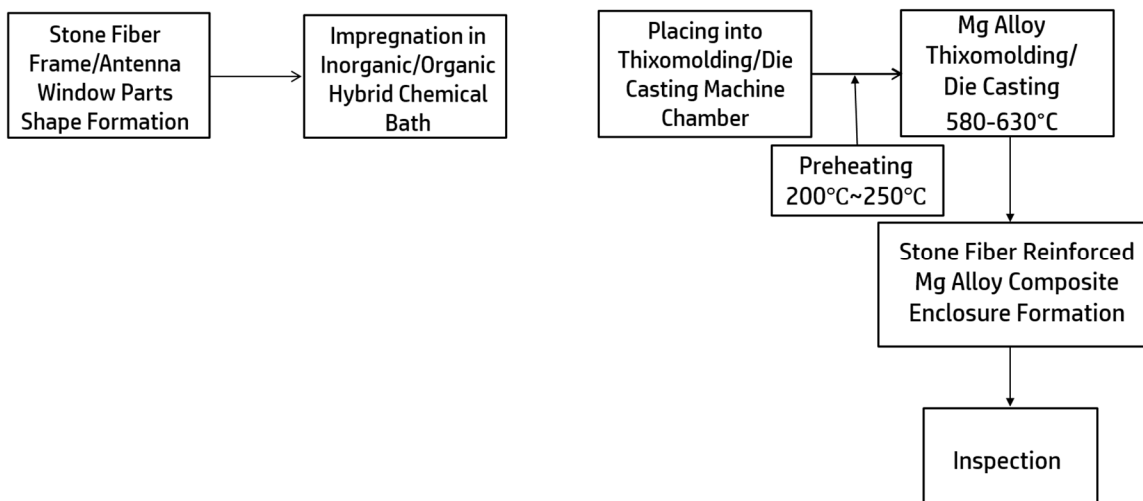 Stone Fiber
Frame/Antenna
Window Parts
Shape Formation
Impregnation in
Inorganic/Organic
Hybrid Chemical
Bath
Placing into
Thixomolding/Die
Casting Machine
Chamber
Preheating
200℃~250℃
Mg Alloy
Thixomolding/
Die Casting
580-630°C
Stone Fiber Reinforced
Mg Alloy Composite
Enclosure Formation
Inspection